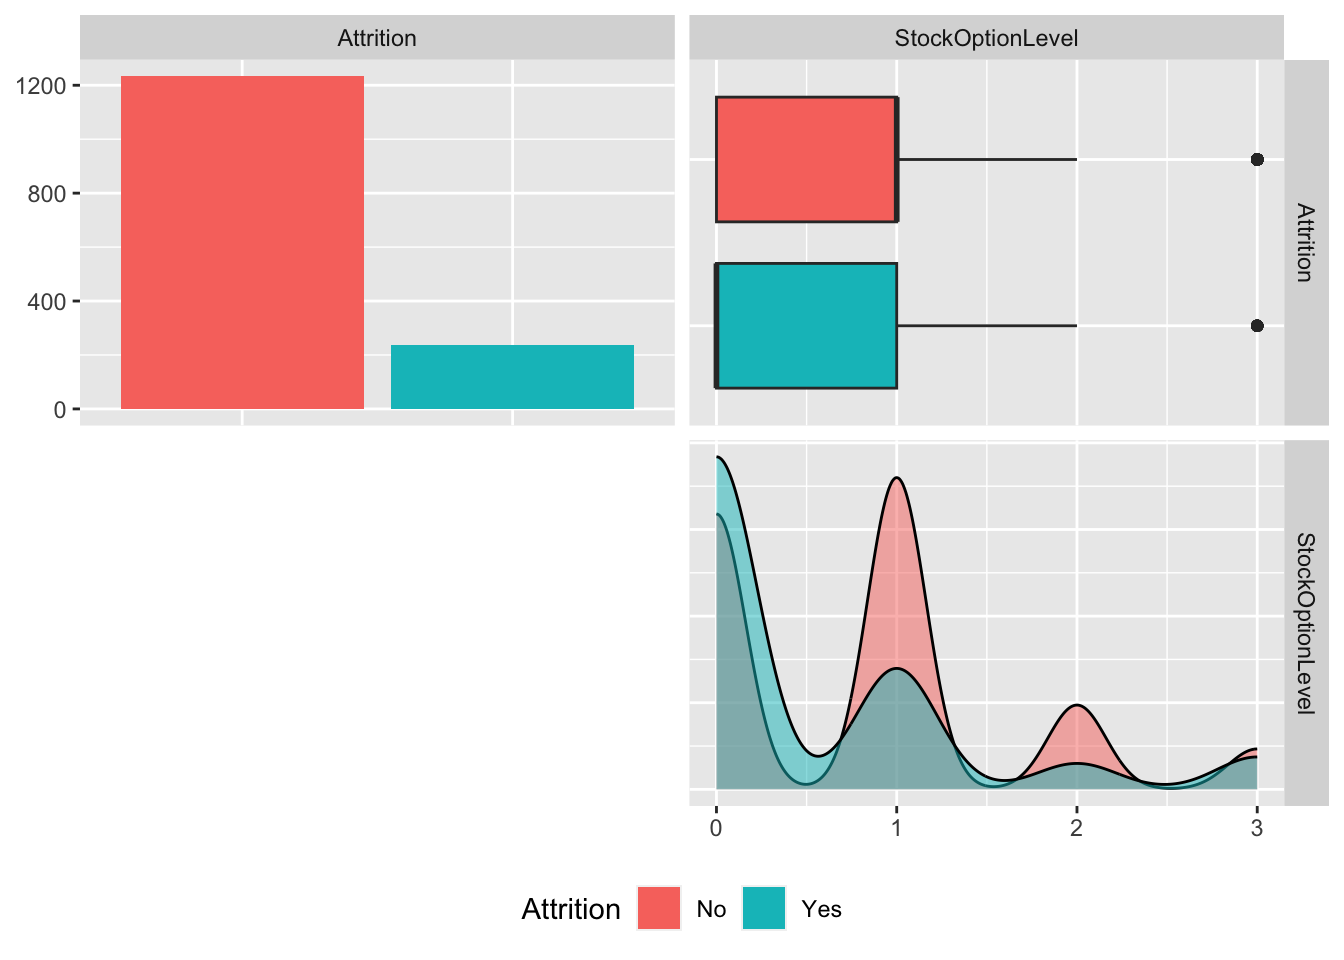 Attrition
StockOptionLevel
1200
800
400
0
Attrition
StockOptionLevel
0 1 2 3
Attrition No Yes